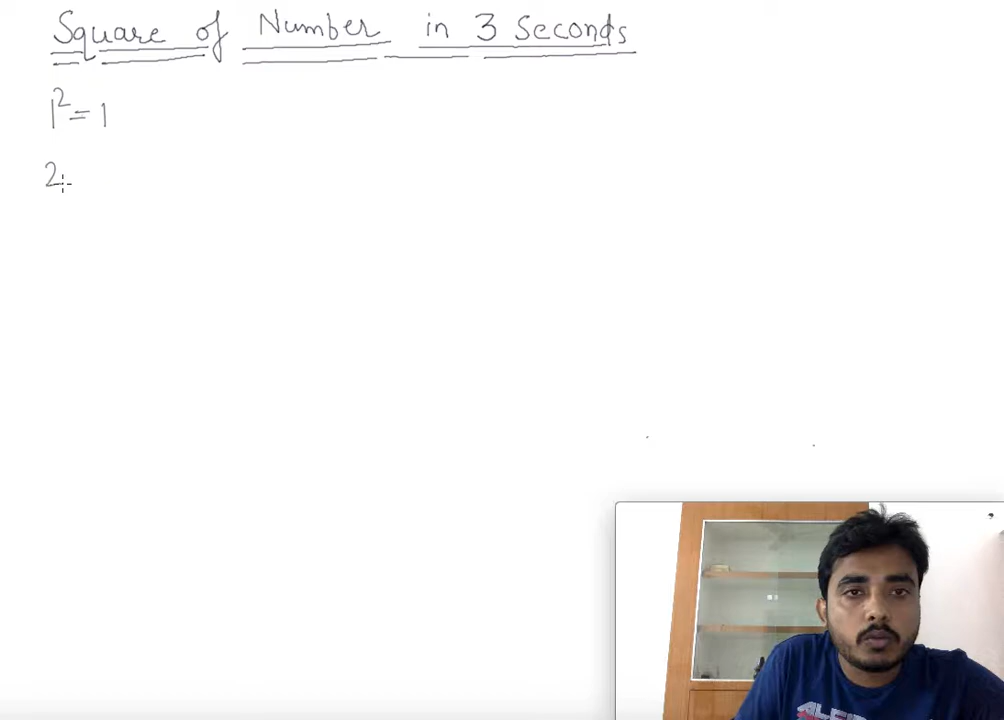 Square of Number in 3 Seconds
1² = 1
2